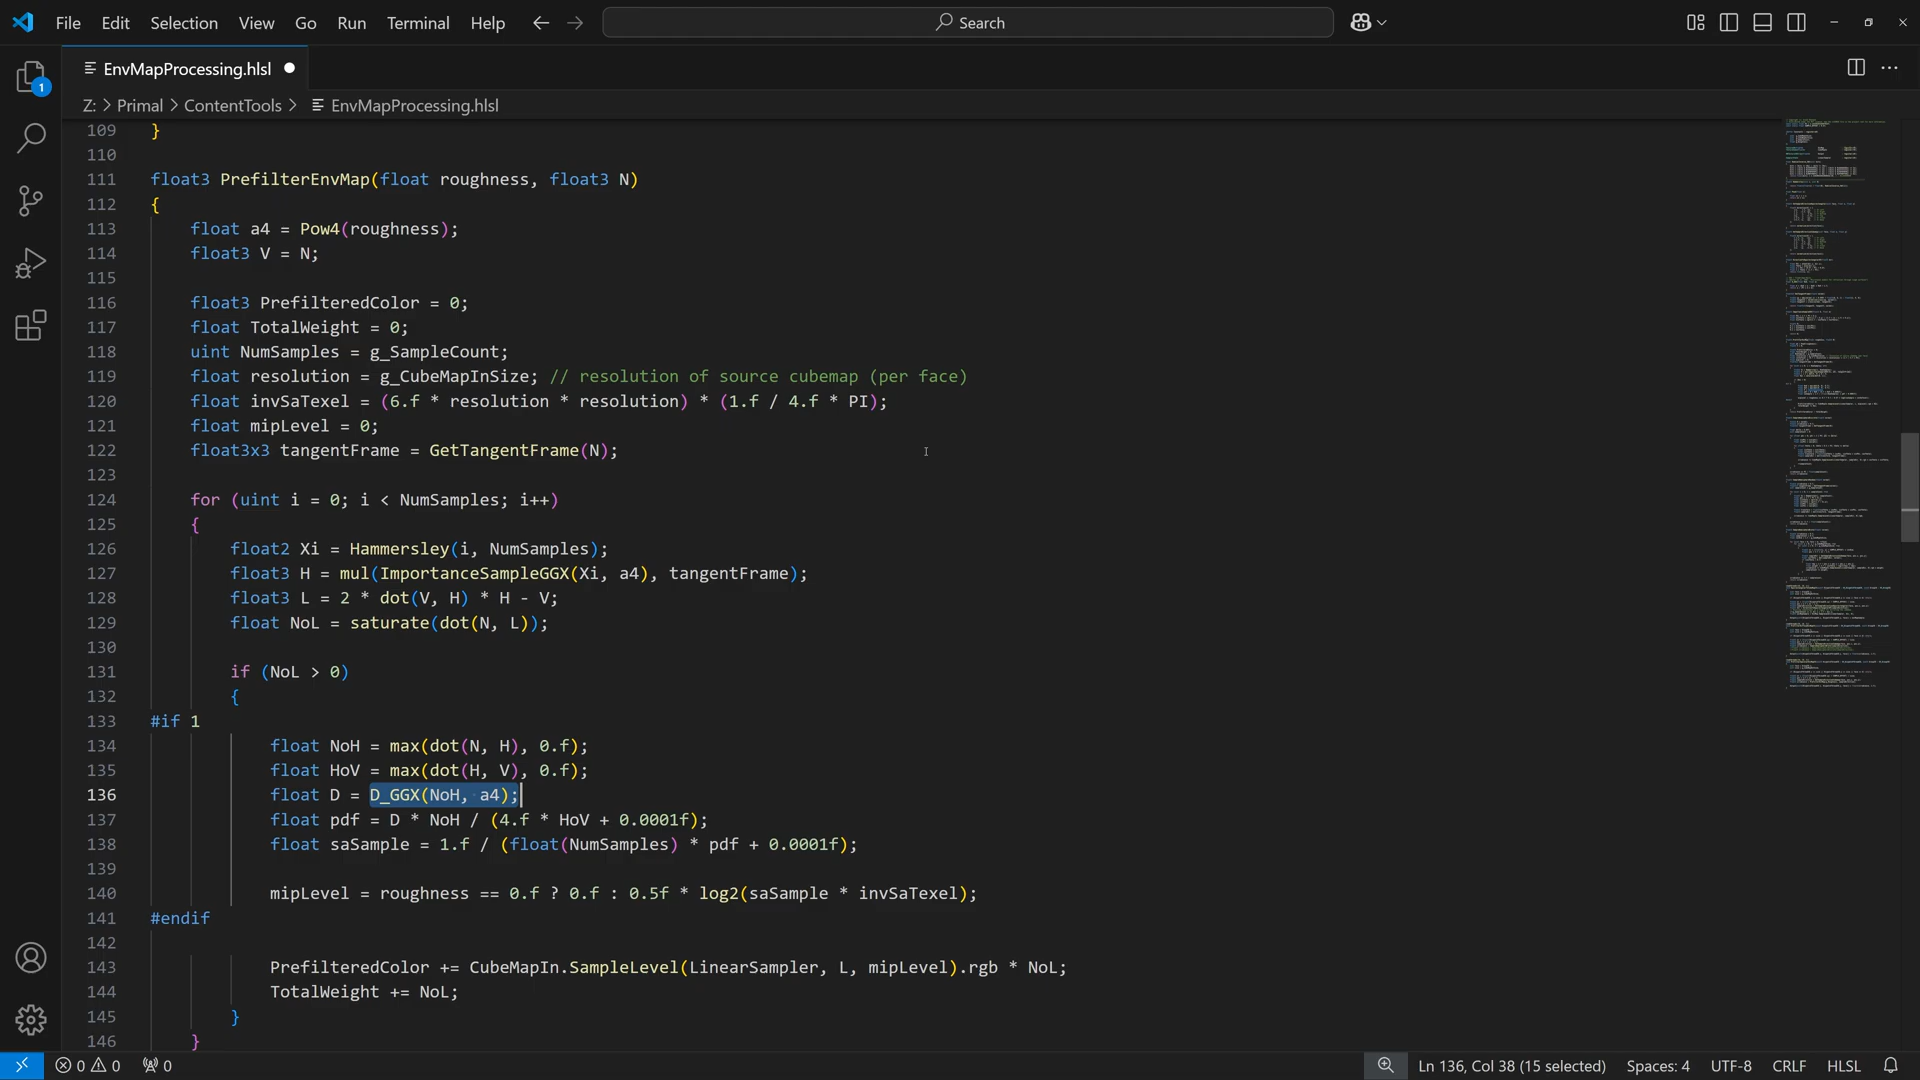 File Edit Selection View Go Run Terminal Help Search
1
EnvMapProcessing.hlsl
Z: > Primal > ContentTools > EnvMapProcessing.hlsl
109 }
110
111 float3 PrefilterEnvMap(float roughness, float3 N)
112 {
113 float a4 = Pow4(roughness);
114 float3 V = N;
115
116 float3 PrefilteredColor = 0;
117 float TotalWeight = 0;
118 uint NumSamples = g_SampleCount;
119 float resolution = g_CubeMapInSize; // resolution of source cubemap (per face)
120 float invSaTexel = (6.f * resolution * resolution) * (1.f / 4.f * PI);
121 float mipLevel = 0;
122 float3x3 tangentFrame = GetTangentFrame(N);
123
124 for (uint i = 0; i < NumSamples; i++)
125 {
126 float2 Xi = Hammersley(i, NumSamples);
127 float3 H = mul(ImportanceSampleGGX(Xi, a4), tangentFrame);
128 float3 L = 2 * dot(V, H) * H - V;
129 float NoL = saturate(dot(N, L));
130
131 if (NoL > 0)
132 {
133 #if 1
134 float NoH = max(dot(N, H), 0.f);
135 float HoV = max(dot(H, V), 0.f);
136 float D = D_GGX(NoH, a4);
137 float pdf = D * NoH / (4.f * HoV + 0.0001f);
138 float saSample = 1.f / (float(NumSamples) * pdf + 0.0001f);
139
140 mipLevel = roughness == 0.f ? 0.f : 0.5f * log2(saSample * invSaTexel);
141 #endif
142
143 PrefilteredColor += CubeMapIn.SampleLevel(LinearSampler, L, mipLevel).rgb * NoL;
144 TotalWeight += NoL;
145 }
146 }
0 0 0 Ln 136, Col 38 (15 selected) Spaces: 4 UTF-8 CRLF HLSL